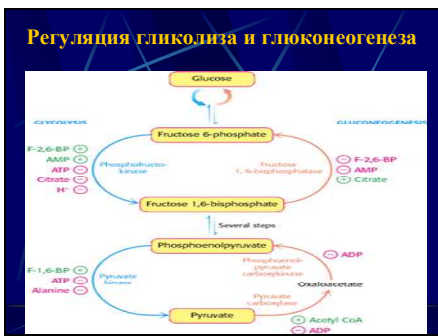 Регуляция гликолиза и глюконеогенеза
Glucose
GLYCOLYSIS
GLUCONEOGENESIS
Fructose 6-phosphate
F-2,6-BP +
AMP +
ATP −
Citrate −
H⁺ −
Phosphofructo-
kinase
Fructose
1, 6-bisphosphatase
− F-2,6-BP
− AMP
+ Citrate
Fructose 1,6-bisphosphate
Several steps
Phosphoenolpyruvate
− ADP
Phosphoenol-
pyruvate
carboxykinase
Oxaloacetate
F-1,6-BP +
ATP −
Alanine −
Pyruvate
kinase
Pyruvate
carboxylase
Pyruvate
+ Acetyl CoA
− ADP